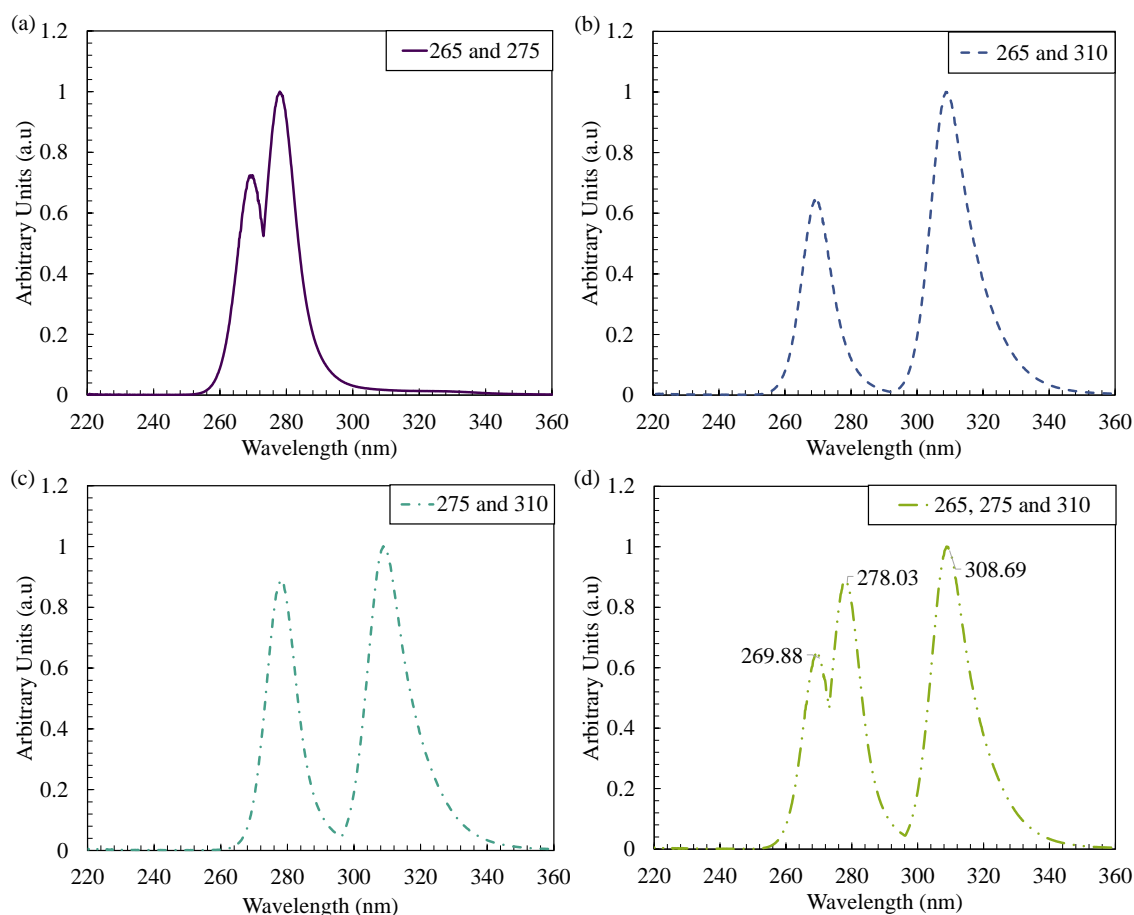 (a)
1.2
265 and 275
1
0.8
0.6
0.4
0.2
0
Arbitrary Units (a.u)
220 240 260 280 300 320 340 360
Wavelength (nm)
(b)
1.2
265 and 310
1
0.8
0.6
0.4
0.2
0
Arbitrary Units (a.u)
220 240 260 280 300 320 340 360
Wavelength (nm)
(c)
1.2
275 and 310
1
0.8
0.6
0.4
0.2
0
Arbitrary Units (a.u)
220 240 260 280 300 320 340 360
Wavelength (nm)
(d)
1.2
265, 275 and 310
1
278.03
308.69
0.8
269.88
0.6
0.4
0.2
0
Arbitrary Units (a.u)
220 240 260 280 300 320 340 360
Wavelength (nm)